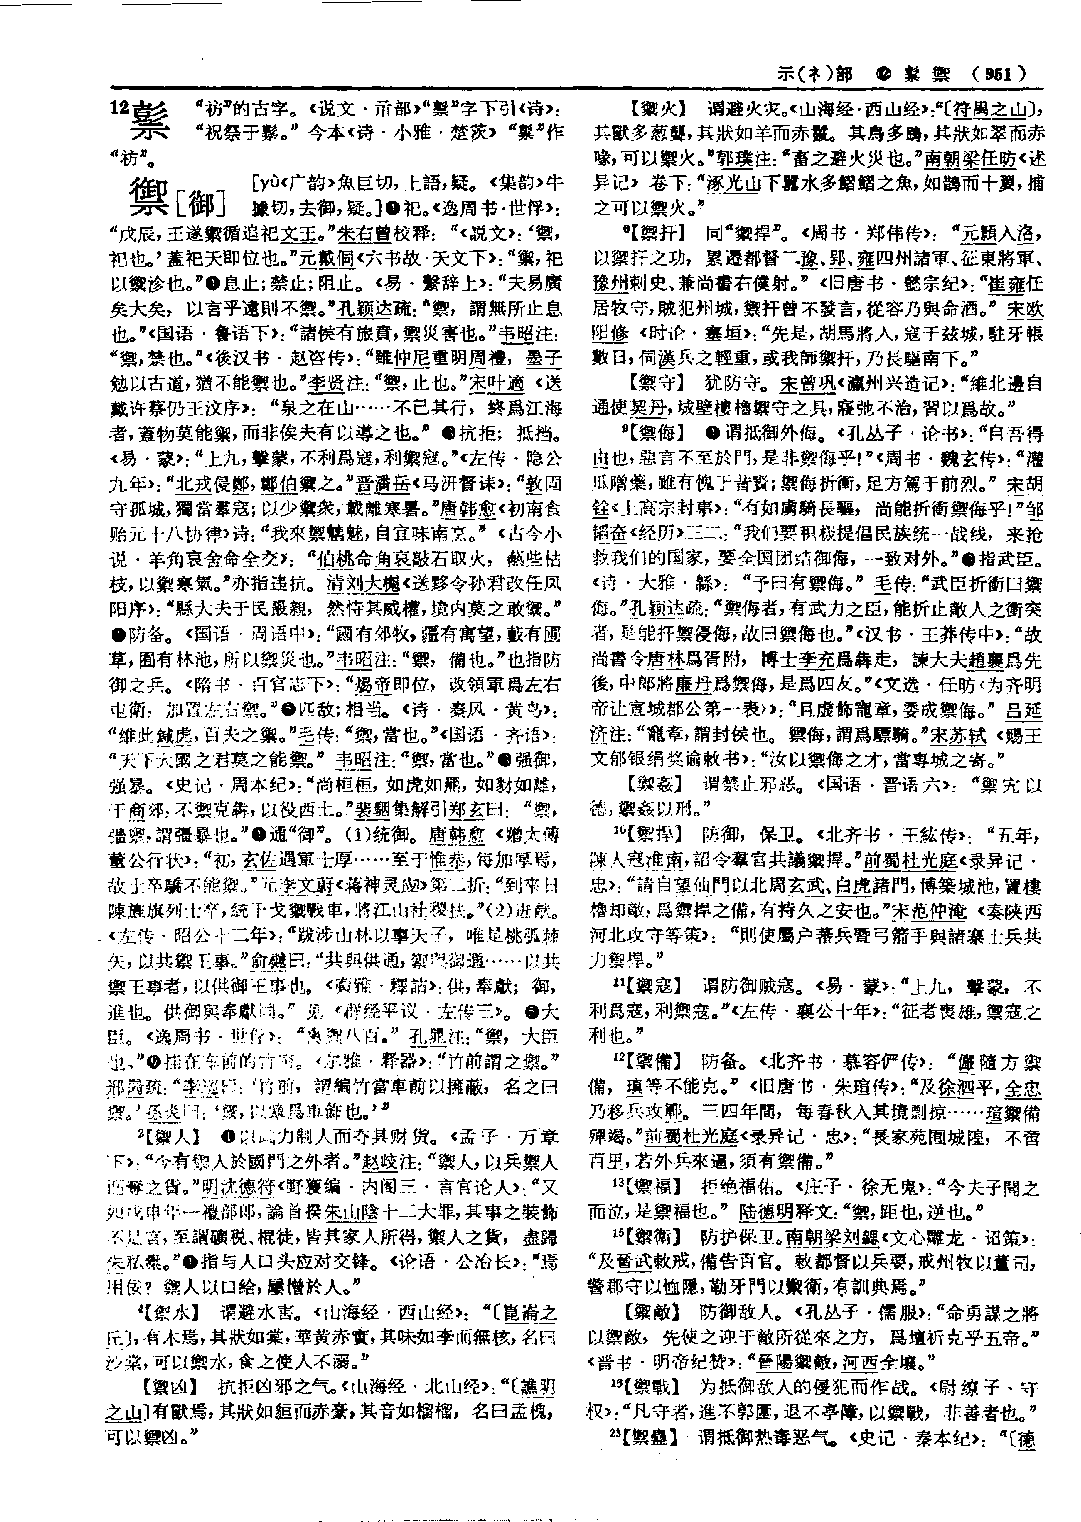 示(礻)部 ⑫ 䵼 禦 (951)
12 “祊”的古字。《说文·示部》“䵼”字下引《诗》:
“祝祭于䵼。” 今本《诗·小雅·楚茨》“䵼”作
“祊”。
禦[御] [yù《广韵》魚巨切,上語,疑。《集韵》牛
據切,去御,疑。]❶祀。《逸周书·世俘》:
“戊辰,王遂禦循追祀文王。”朱右曾校释:“《説文》:‘禦,
祀也。’蓋祀天即位也。”元戴侗《六书故·天文下》:“禦,祀
以禦沴也。”❷息止;禁止;阻止。《易·繫辞上》:“夫易廣
矣大矣,以言乎遠則不禦。”孔颖达疏:“禦,謂無所止息
也。”《国语·鲁语下》:“諸侯有旅賁,禦災害也。”韦昭注:
“禦,禁也。”《後汉书·赵咨传》:“雖仲尼重明周禮,墨子
勉以古道,猶不能禦也。”李贤注:“禦,止也。”宋叶適《送
戴许蔡仍王汶序》:“泉之在山……不已其行,終爲江海
者,蓋物莫能禦,而非俟夫有以導之也。”❸抗拒;抵挡。
《易·蒙》:“上九,擊蒙,不利爲寇,利禦寇。”《左传·隐公
九年》:“北戎侵鄭,鄭伯禦之。”晋潘岳《马汧督诔》:“敦固
守孤城,獨當羣寇;以少禦衆,載離寒暑。”唐韩愈《初南食
贻元十八协律》诗:“我來禦魑魅,自宜味南烹。”《古今小
说·羊角哀舍命全交》:“伯桃命角哀敲石取火,爇些枯
枝,以禦寒氣。”亦指违抗。清刘大櫆《送黟令孙君改任凤
阳序》:“縣大夫于民最親,然恃其威權,境内莫之敢禦。”
❹防备。《国语·周语中》:“國有郊牧,疆有寓望,藪有圃
草,囿有林池,所以禦災也。”韦昭注:“禦,備也。”也指防
御之兵。《隋书·百官志下》:“煬帝即位,改領軍爲左右
屯衛,加置左右禦。”❺匹敌;相当。《诗·秦风·黄鸟》:
“维此鍼虎,百夫之禦。”毛传:“禦,當也。”《国语·齐语》:
“天下大國之君莫之能禦。” 韦昭注:“禦,當也。”❻强御,
强暴。《史记·周本纪》:“尚桓桓,如虎如羆,如豺如離,
于商郊,不禦克犇,以役西土。”裴駰集解引郑玄曰:“禦,
彊禦,謂彊暴也。”❼通“御”。(1)统御。唐韩愈《赠太傅
董公行状》:“初,玄佐遇軍士厚……至于惟恭,每加厚焉,
故士卒驕不能禦。”元李文蔚《蒋神灵应》第二折:“到來日
陳旌旗列士卒,統干戈禦戰車,將江山社稷扶。”(2)进献。
《左传·昭公十二年》:“跋涉山林以事天子,唯是桃弧棘
矢,以共禦王事。”俞樾曰:“共與供通,禦與御通……以共
禦王事者,以供御王事也。《廣雅·釋詁》:供,奉獻;御,
進也。供御與奉獻同。”见《群经平议·左传三》。❽大
臣。《逸周书·世俘》:“禽禦八百。”孔晁注:“禦,大臣
也。”❾挂在车前的竹帘。《尔雅·释器》:“竹前謂之禦。”
邢昺疏:“李巡曰:‘竹前,謂編竹當車前以擁蔽,名之曰
禦。’孫炎曰:‘禦,以簟爲車飾也。’”
2【禦人】 ❶以武力制人而夺其财货。《孟子·万章
下》:“今有禦人於國門之外者。”赵岐注:“禦人,以兵禦人
而奪之貨。”明沈德符《野獲编·内阁三·言官论人》:“又
,論首揆朱山陰十二大罪,其事之装飾
不足言,至謂礦税、棍徒,皆其家人所得,禦人之貨,盡歸
朱私橐。”❷指与人口头应对交锋。《论语·公冶长》:“焉
用佞?禦人以口给,屢憎於人。”
4【禦水】 谓避水害。《山海经·西山经》:“〔崑崙之
丘〕,有木焉,其狀如棠,華黄赤實,其味如李而無核,名曰
沙棠,可以禦水,食之使人不溺。”
【禦凶】 抗拒凶邪之气。《山海经·北山经》:“〔譙明
之山〕有獸焉,其狀如貆而赤豪,其音如榴榴,名曰孟槐,
可以禦凶。”
【禦火】 谓避火灾。《山海经·西山经》:“〔符禺之山〕,
其獸多葱聾,其狀如羊而赤鬣。其鳥多鴖,其狀如翠而赤
喙,可以禦火。”郭璞注:“畜之避火災也。”南朝梁任昉《述
异记》卷下:“涿光山下囂水多鰼鰼之魚,如鵲而十翼,捕
之可以禦火。”
6【禦扞】 同“禦捍”。《周书·郑伟传》:“元顥入洛,
以禦扞之功,累遷都督二豫、郢、雍四州諸軍、征東將軍、
豫州刺史、兼尚書右僕射。”《旧唐书·懿宗纪》:“崔雍任
居牧守,賊犯州城,禦扞曾不發言,從容乃與命酒。” 宋欧
阳修《时论·塞垣》:“先是,胡馬將入,寇于兹城,駐牙帳
數日,伺漢兵之輕重,或我師禦扞,乃長驅南下。”
【禦守】 犹防守。宋曾巩《瀛州兴造记》:“維北邊自
通使契丹,城壁樓櫓禦守之具,寖弛不治,習以爲故。”
7【禦侮】 ❶谓抵御外侮。《孔丛子·论书》:“自吾得
由也,惡言不至於門,是非禦侮乎!”《周书·魏玄传》:“灌
瓜贈藥,雖有愧于昔賢;禦侮折衝,足方駕于前烈。” 宋胡
铨《上高宗封事》:“有如虜騎長驅,尚能折衝禦侮乎!”邹
韬奋《经历》三二:“我们要积极提倡民族统一战线,来抢
救我们的国家,要全国团结御侮,一致对外。”❷指武臣。
《诗·大雅·緜》:“予曰有禦侮。” 毛传:“武臣折衝曰禦
侮。”孔颖达疏:“禦侮者,有武力之臣,能折止敵人之衝突
者,是能扞禦侵侮,故曰禦侮也。”《汉书·王莽传中》:“故
尚書令唐林爲胥附,博士李充爲犇走,諫大夫趙襄爲先
後,中郎將廉丹爲禦侮,是爲四友。”《文选·任昉〈为齐明
帝让宣城郡公第一表〉》:“且虚飾寵章,委成禦侮。” 吕延
济注:“寵章,謂封侯也。禦侮,謂爲驃騎。”宋苏轼《赐王
文郁银绢奖谕敕书》:“汝以禦侮之才,當專城之寄。”
【禦姦】 谓禁止邪恶。《国语·晋语六》:“禦宄以
德,禦姦以刑。”
10【禦捍】 防御,保卫。《北齐书·王紘传》:“五年,
陳人寇淮南,詔令羣官共議禦捍。”前蜀杜光庭《录异记·
忠》:“請自望仙門以北周玄武、白虎諸門,博築城池,置樓
櫓却敵,爲禦捍之備,有持久之安也。”宋范仲淹《奏陕西
河北攻守等策》:“則使屬户蕃兵暨弓箭手與諸寨土兵共
力禦捍。”
11【禦寇】 谓防御贼寇。《易·蒙》:“上九,擊蒙,不
利爲寇,利禦寇。”《左传·襄公十年》:“征者喪雄,禦寇之
利也。”
12【禦備】 防备。《北齐书·慕容俨传》:“儼隨方禦
備,瑱等不能克。”《旧唐书·朱瑄传》:“及徐泗平,全忠
乃移兵攻鄆。三四年間,每春秋入其境剽掠……瑄禦備
殫竭。”前蜀杜光庭《录异记·忠》:“長家苑囿城隍,不啻
百里,若外兵來逼,須有禦備。”
13【禦福】 拒绝福佑。《庄子·徐无鬼》:“今夫子聞之
而泣,是禦福也。” 陆德明释文:“禦,距也,逆也。”
15【禦衛】 防护保卫。南朝梁刘勰《文心雕龙·诏策》:
“及晉武敕戒,備告百官。敕都督以兵要,戒州牧以董司,
警郡守以恤隱,勒牙門以禦衛,有訓典焉。”
【禦敵】 防御敌人。《孔丛子·儒服》:“命勇謀之將
以禦敵,先使之迎于敵所從來之方,爲壇祈克乎五帝。”
《晋书·明帝纪赞》:“晉陽禦敵,河西全壤。”
19【禦戰】 为抵御敌人的侵犯而作战。《尉缭子·守
权》:“凡守者,進不郭圉,退不亭障,以禦戰,非善者也。”
23【禦蠱】 谓抵御热毒恶气。《史记·秦本纪》:“〔德